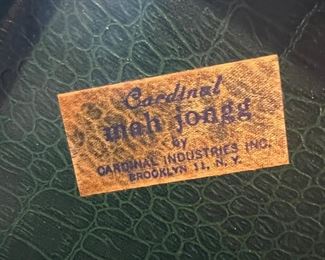 Cardinal
mah jongg
by
CARDINAL INDUSTRIES INC.
BROOKLYN 11, N. Y.